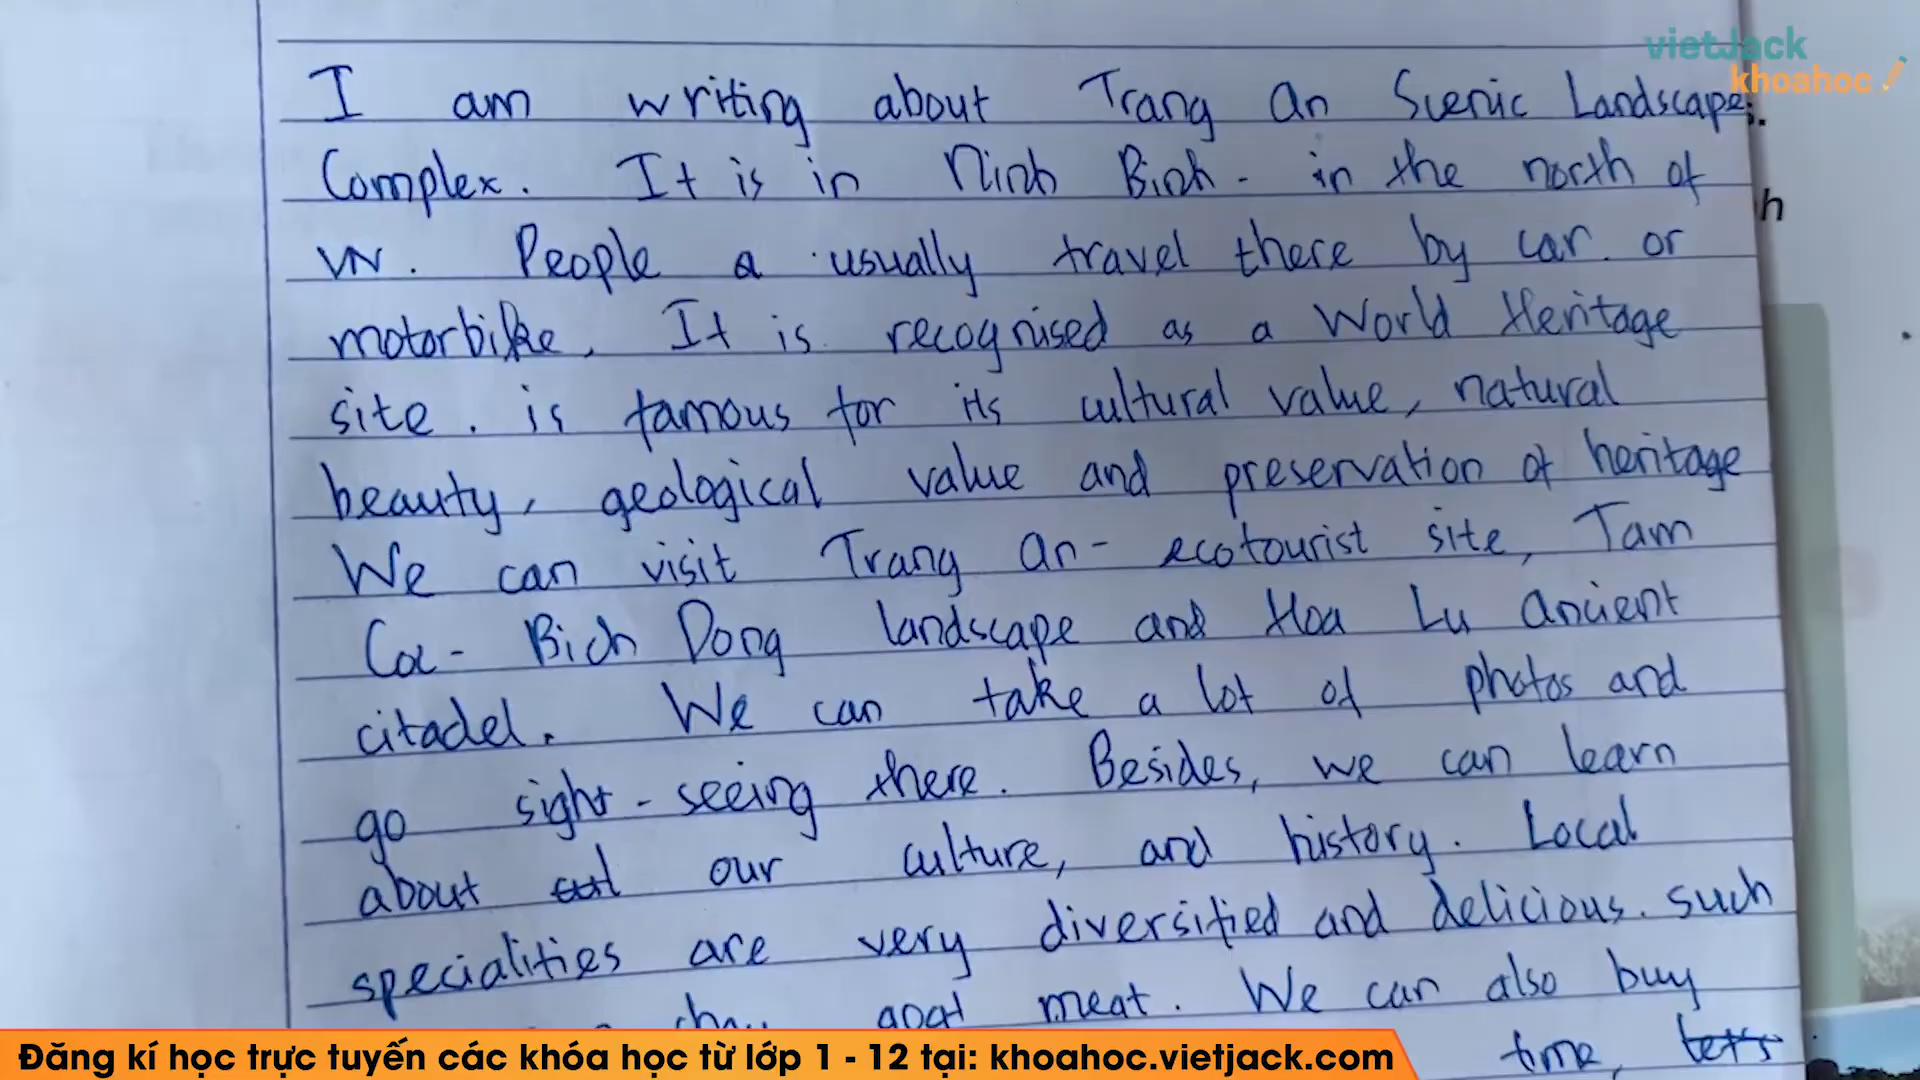 vietJack
khoahoc
I am writing about Trang An Scenic Landscape
Complex. It is in Ninh Binh - in the north of
VN. People a usually travel there by car or
motorbike. It is recognised as a World Heritage
site. is famous for its cultural value, natural
beauty, geological value and preservation of heritage
We can visit Trang An - ecotourist site, Tam
Coc - Bich Dong landscape and Hoa Lu Ancient
citadel. We can take a lot of photos and
go sight-seeing there. Besides, we can learn
about our culture, and history. Local
specialities are very diversified and delicious. such
chay goat meat. We can also buy
time,
h
Đăng kí học trực tuyến các khóa học từ lớp 1 - 12 tại: khoahoc.vietjack.com